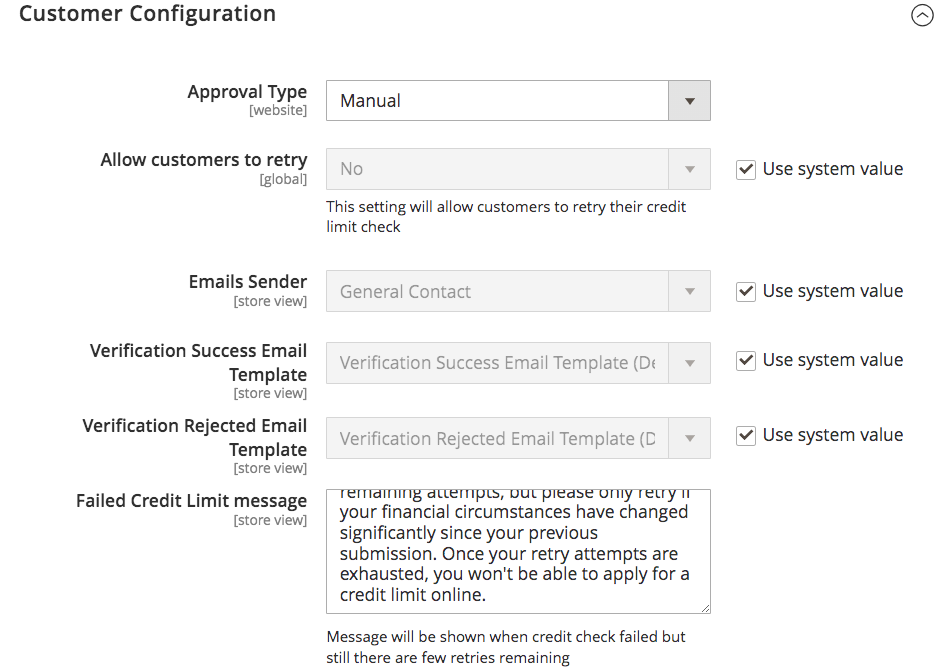 Customer Configuration
Approval Type
[website]
Manual
Allow customers to retry
[global]
No
Use system value
This setting will allow customers to retry their credit
limit check
Emails Sender
[store view]
General Contact
Use system value
Verification Success Email
Template
[store view]
Verification Success Email Template (De
Use system value
Verification Rejected Email
Template
[store view]
Verification Rejected Email Template (D
Use system value
Failed Credit Limit message
[store view]
remaining attempts, but please only retry if
your financial circumstances have changed
significantly since your previous
submission. Once your retry attempts are
exhausted, you won't be able to apply for a
credit limit online.
Message will be shown when credit check failed but
still there are few retries remaining